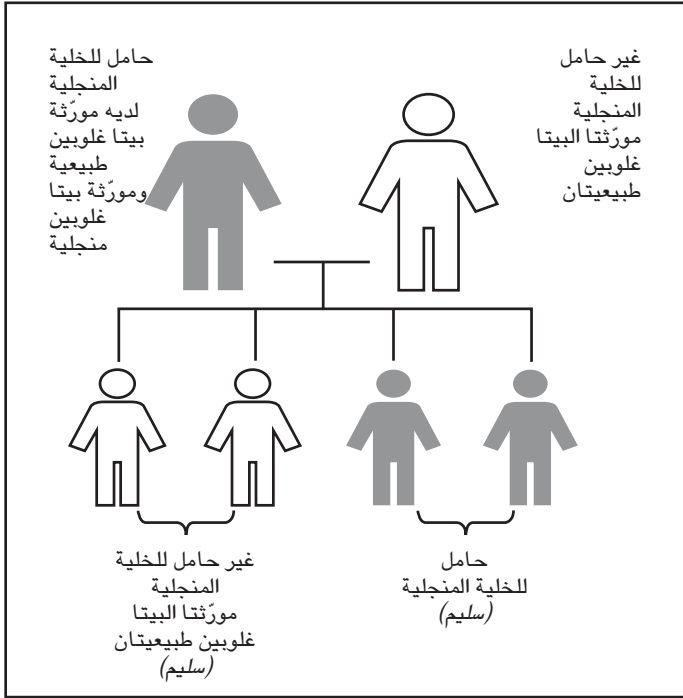 غير حامل
للخلية
المنجلية
مورّثتا البيتا
غلوبين
طبيعيتان
حامل للخلية
المنجلية
لديه مورّثة
بيتا غلوبين
طبيعية
ومورّثة بيتا
غلوبين
منجلية
حامل
للخلية المنجلية
(سليم)
غير حامل للخلية
المنجلية
مورّثتا البيتا
غلوبين طبيعيتان
(سليم)